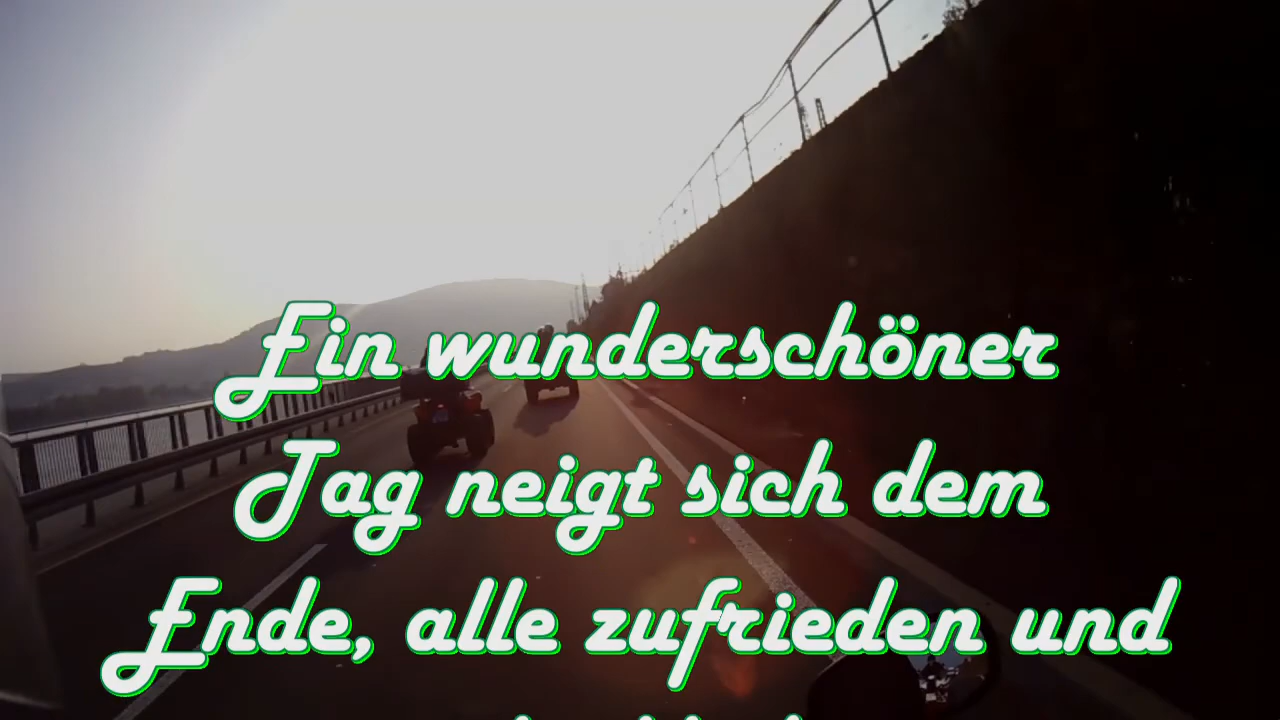 Ein wunderschöner
Tag neigt sich dem
Ende, alle zufrieden und